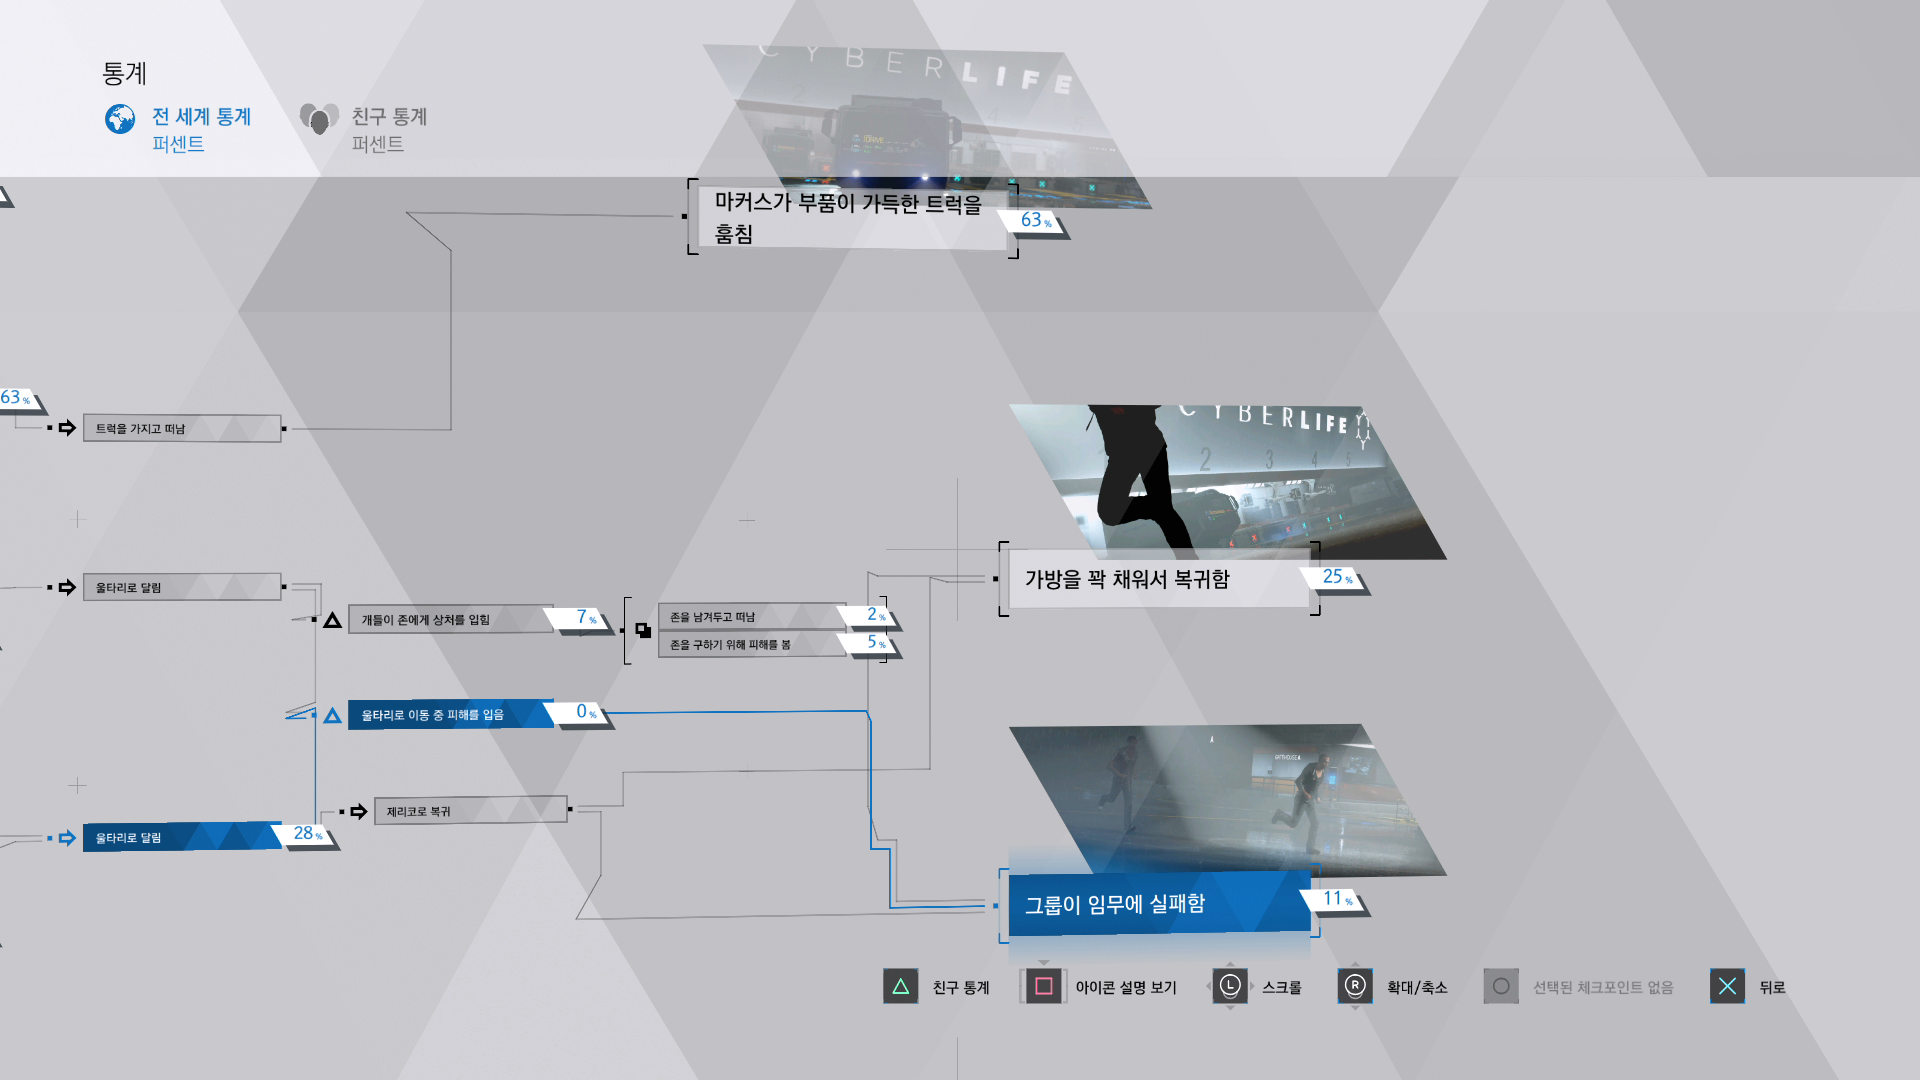 통계
전 세계 통계
퍼센트
친구 통계
퍼센트
CYBERLIFE
마커스가 부품이 가득한 트럭을
훔침
63%
63%
트럭을 가지고 떠남
CYBERLIFE
1 2 3 4 5
울타리로 달림
가방을 꽉 채워서 복귀함
25%
개들이 존에게 상처를 입힘
7%
존을 남겨두고 떠남
2%
존을 구하기 위해 피해를 봄
5%
울타리로 이동 중 피해를 입음
0%
GATEHOUSE A
제리코로 복귀
울타리로 달림
28%
그룹이 임무에 실패함
11%
친구 통계
아이콘 설명 보기
L
스크롤
R
확대/축소
선택된 체크포인트 없음
뒤로